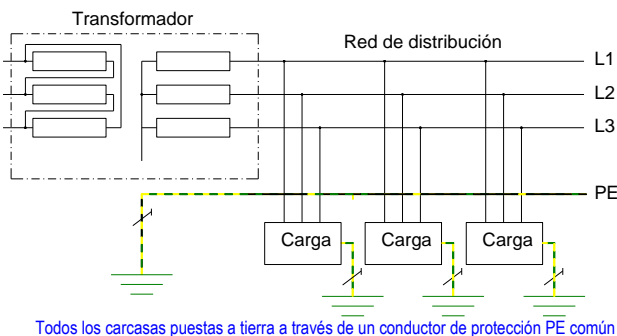 Transformador
Red de distribución
L1
L2
L3
PE
Carga Carga Carga
Todos los carcasas puestas a tierra a través de un conductor de protección PE común